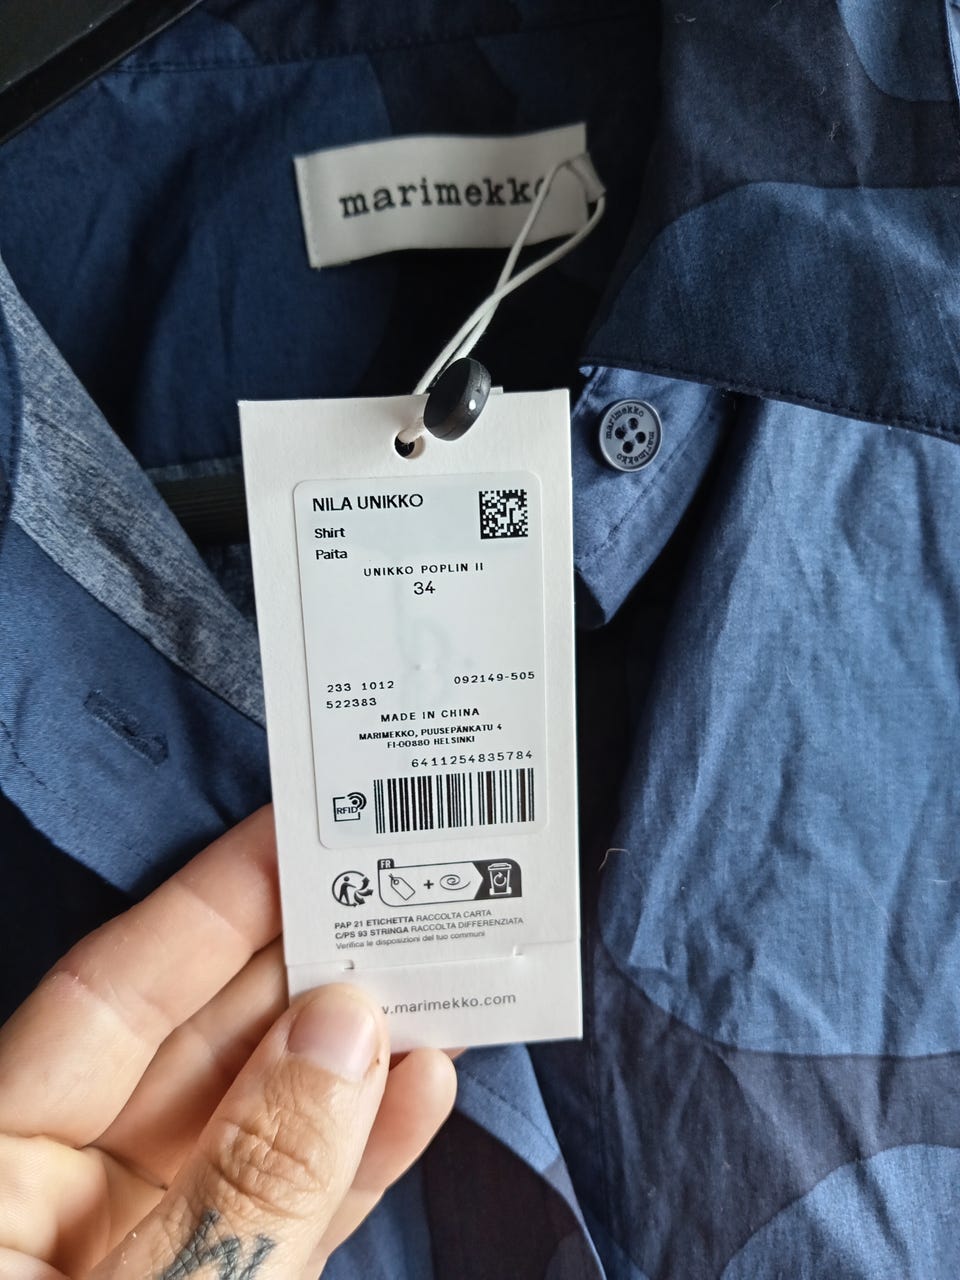 marimekko
marimekko
marimekko
NILA UNIKKO
Shirt
Paita
UNIKKO POPLIN II
34
233 1012
092149-505
522383
MADE IN CHINA
MARIMEKKO, PUUSEPÄNKATU 4
FI-00880 HELSINKI
6411254835784
RFID
FR
PAP 21 ETICHETTA RACCOLTA CARTA
C/PS 93 STRINGA RACCOLTA DIFFERENZIATA
Verifica le disposizioni del tuo communi
w.marimekko.com